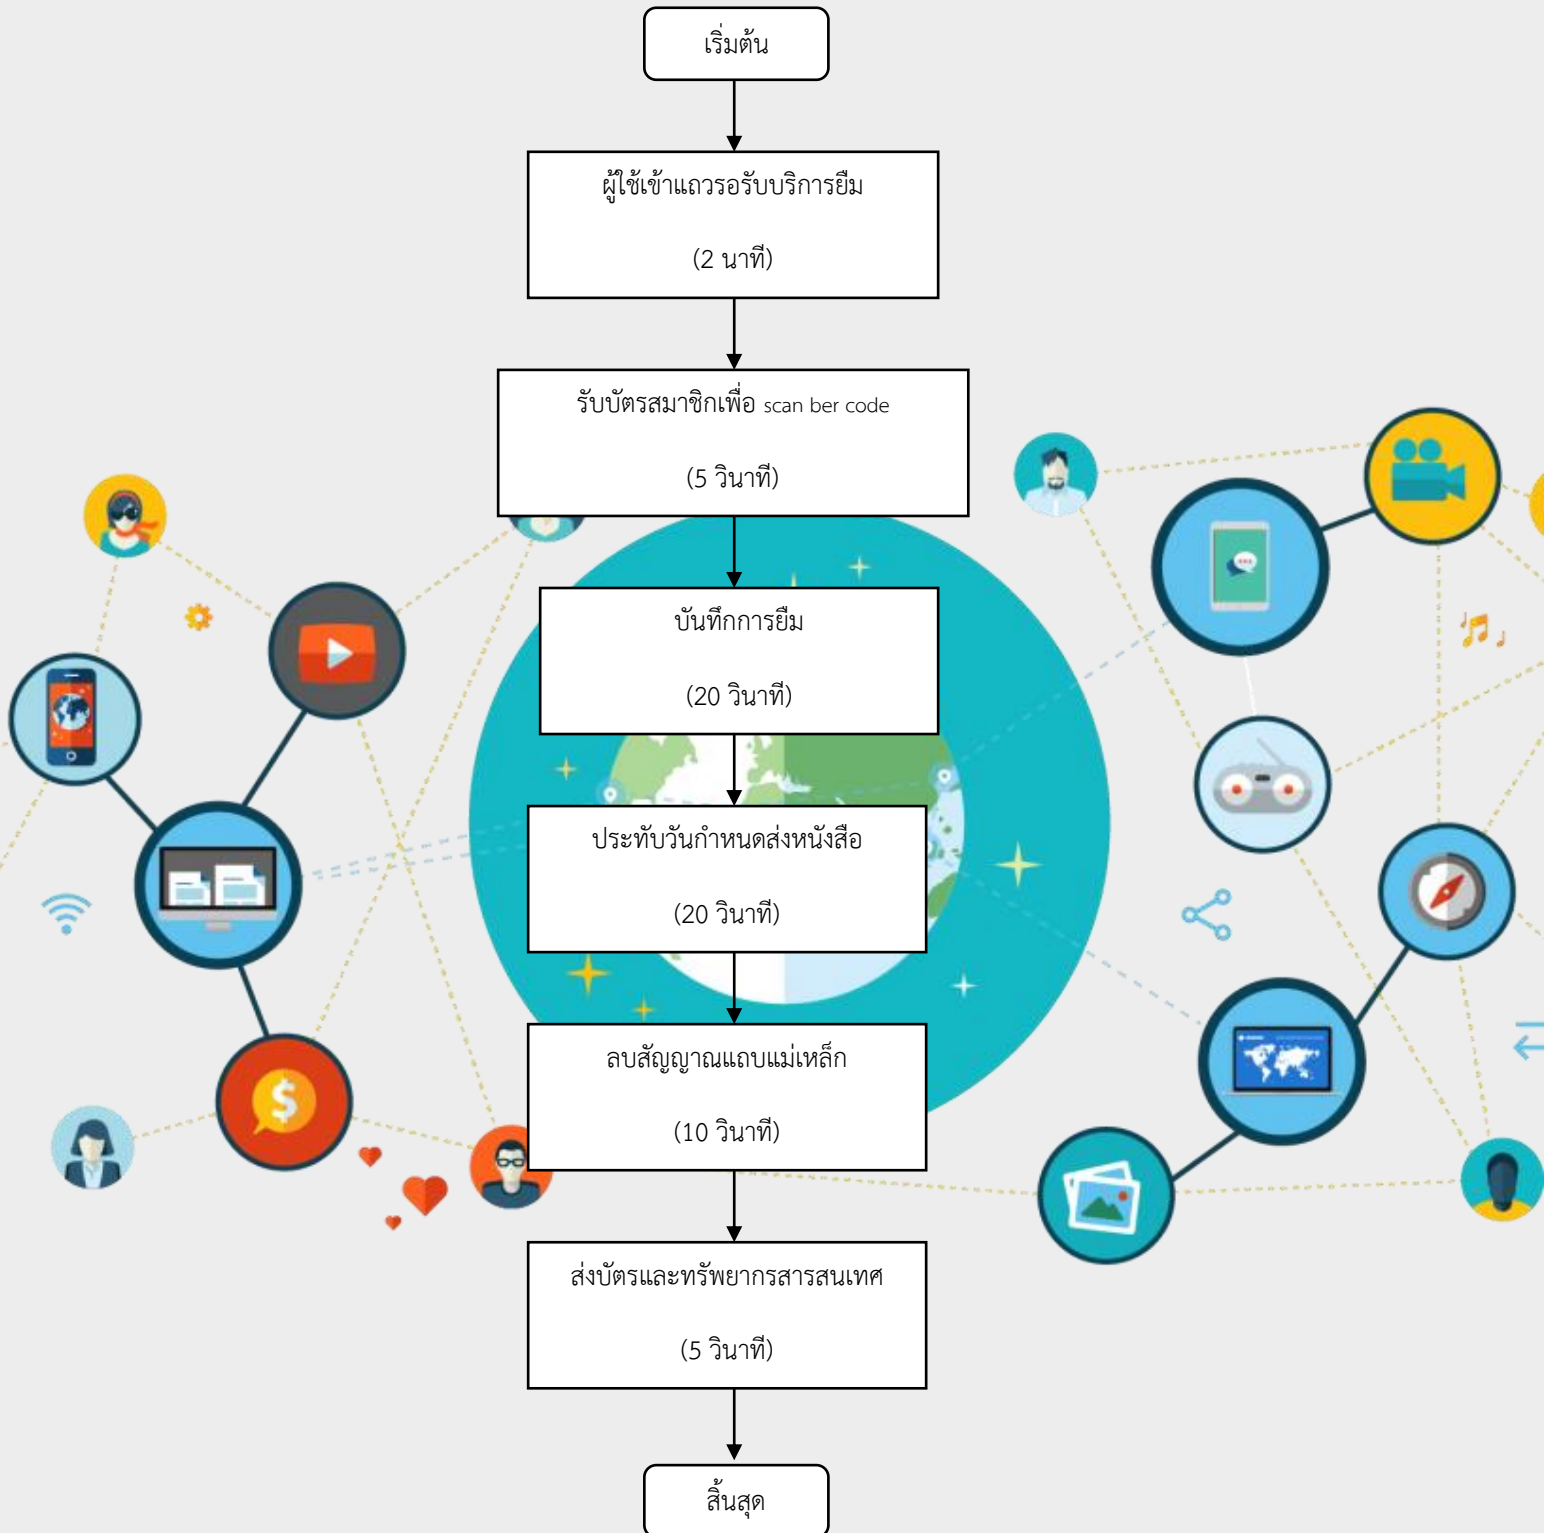 เริ่มต้น
ผู้ใช้เข้าแถวรอรับบริการยืม
(2 นาที)
รับบัตรสมาชิกเพื่อ scan ber code
(5 วินาที)
บันทึกการยืม
(20 วินาที)
ประทับวันกำหนดส่งหนังสือ
(20 วินาที)
ลบสัญญาณแถบแม่เหล็ก
(10 วินาที)
ส่งบัตรและทรัพยากรสารสนเทศ
(5 วินาที)
สิ้นสุด